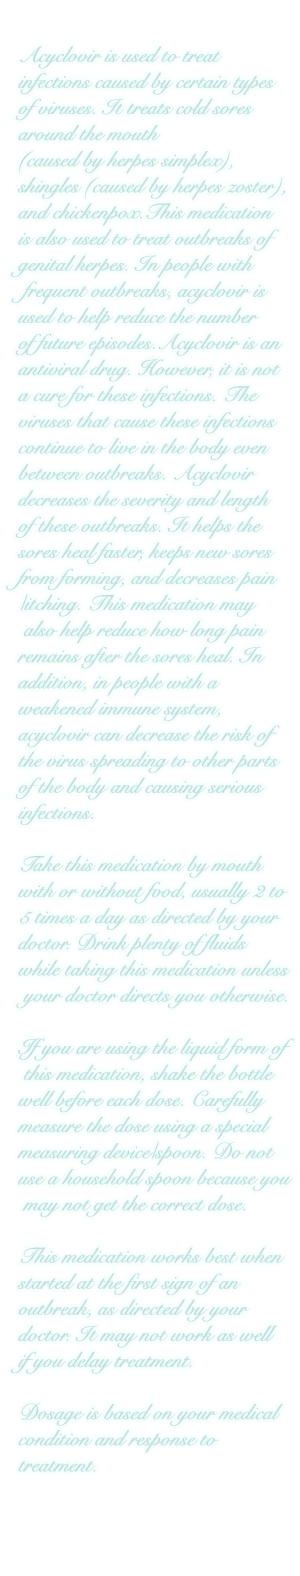 Acyclovir is used to treat
infections caused by certain types
of viruses. It treats cold sores
around the mouth
(caused by herpes simplex),
shingles (caused by herpes zoster),
and chickenpox.This medication
is also used to treat outbreaks of
genital herpes. In people with
frequent outbreaks, acyclovir is
used to help reduce the number
of future episodes.Acyclovir is an
antiviral drug. However, it is not
a cure for these infections. The
viruses that cause these infections
continue to live in the body even
between outbreaks. Acyclovir
decreases the severity and length
of these outbreaks. It helps the
sores heal faster, keeps new sores
from forming, and decreases pain
/itching. This medication may
also help reduce how long pain
remains after the sores heal. In
addition, in people with a
weakened immune system,
acyclovir can decrease the risk of
the virus spreading to other parts
of the body and causing serious
infections.

Take this medication by mouth
with or without food, usually 2 to
5 times a day as directed by your
doctor. Drink plenty of fluids
while taking this medication unless
your doctor directs you otherwise.

If you are using the liquid form of
this medication, shake the bottle
well before each dose. Carefully
measure the dose using a special
measuring device/spoon. Do not
use a household spoon because you
may not get the correct dose.

This medication works best when
started at the first sign of an
outbreak, as directed by your
doctor. It may not work as well
if you delay treatment.

Dosage is based on your medical
condition and response to
treatment.